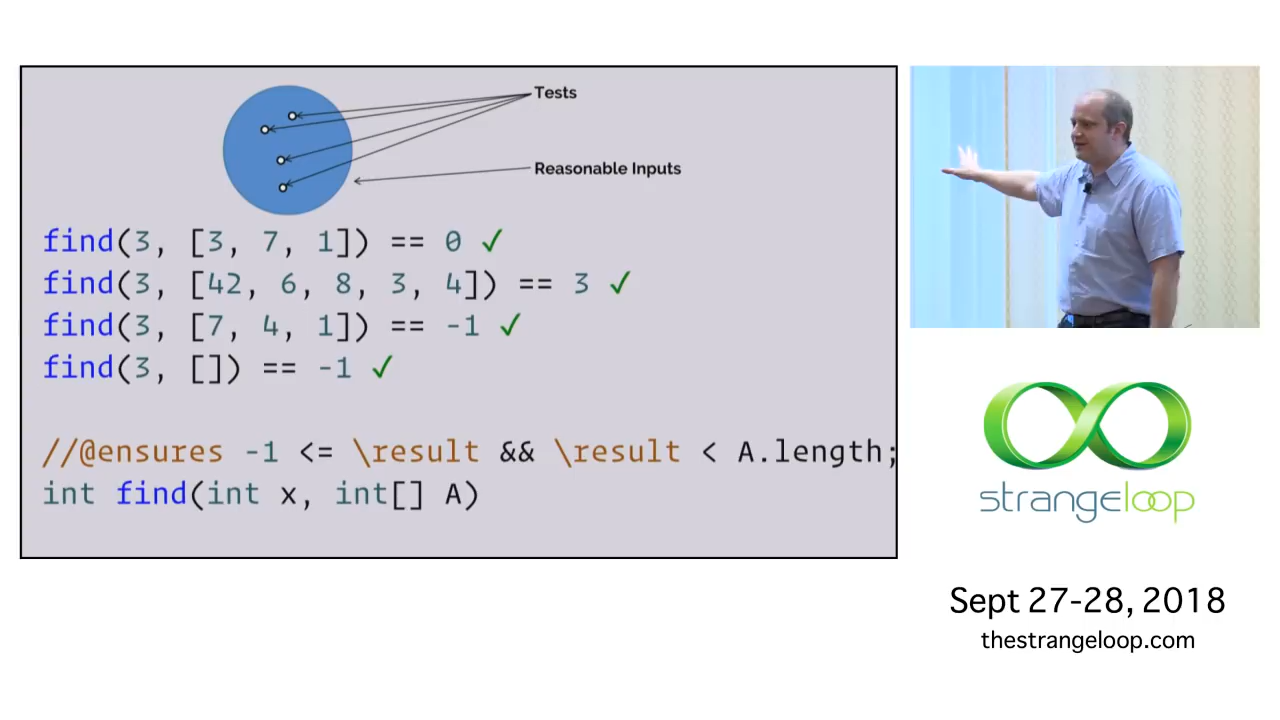 Tests
Reasonable Inputs
find(3, [3, 7, 1]) == 0 ✓
find(3, [42, 6, 8, 3, 4]) == 3 ✓
find(3, [7, 4, 1]) == -1 ✓
find(3, []) == -1 ✓
//@ensures -1 <= \result && \result < A.length;
int find(int x, int[] A)
strangeloop
Sept 27-28, 2018
thestrangeloop.com